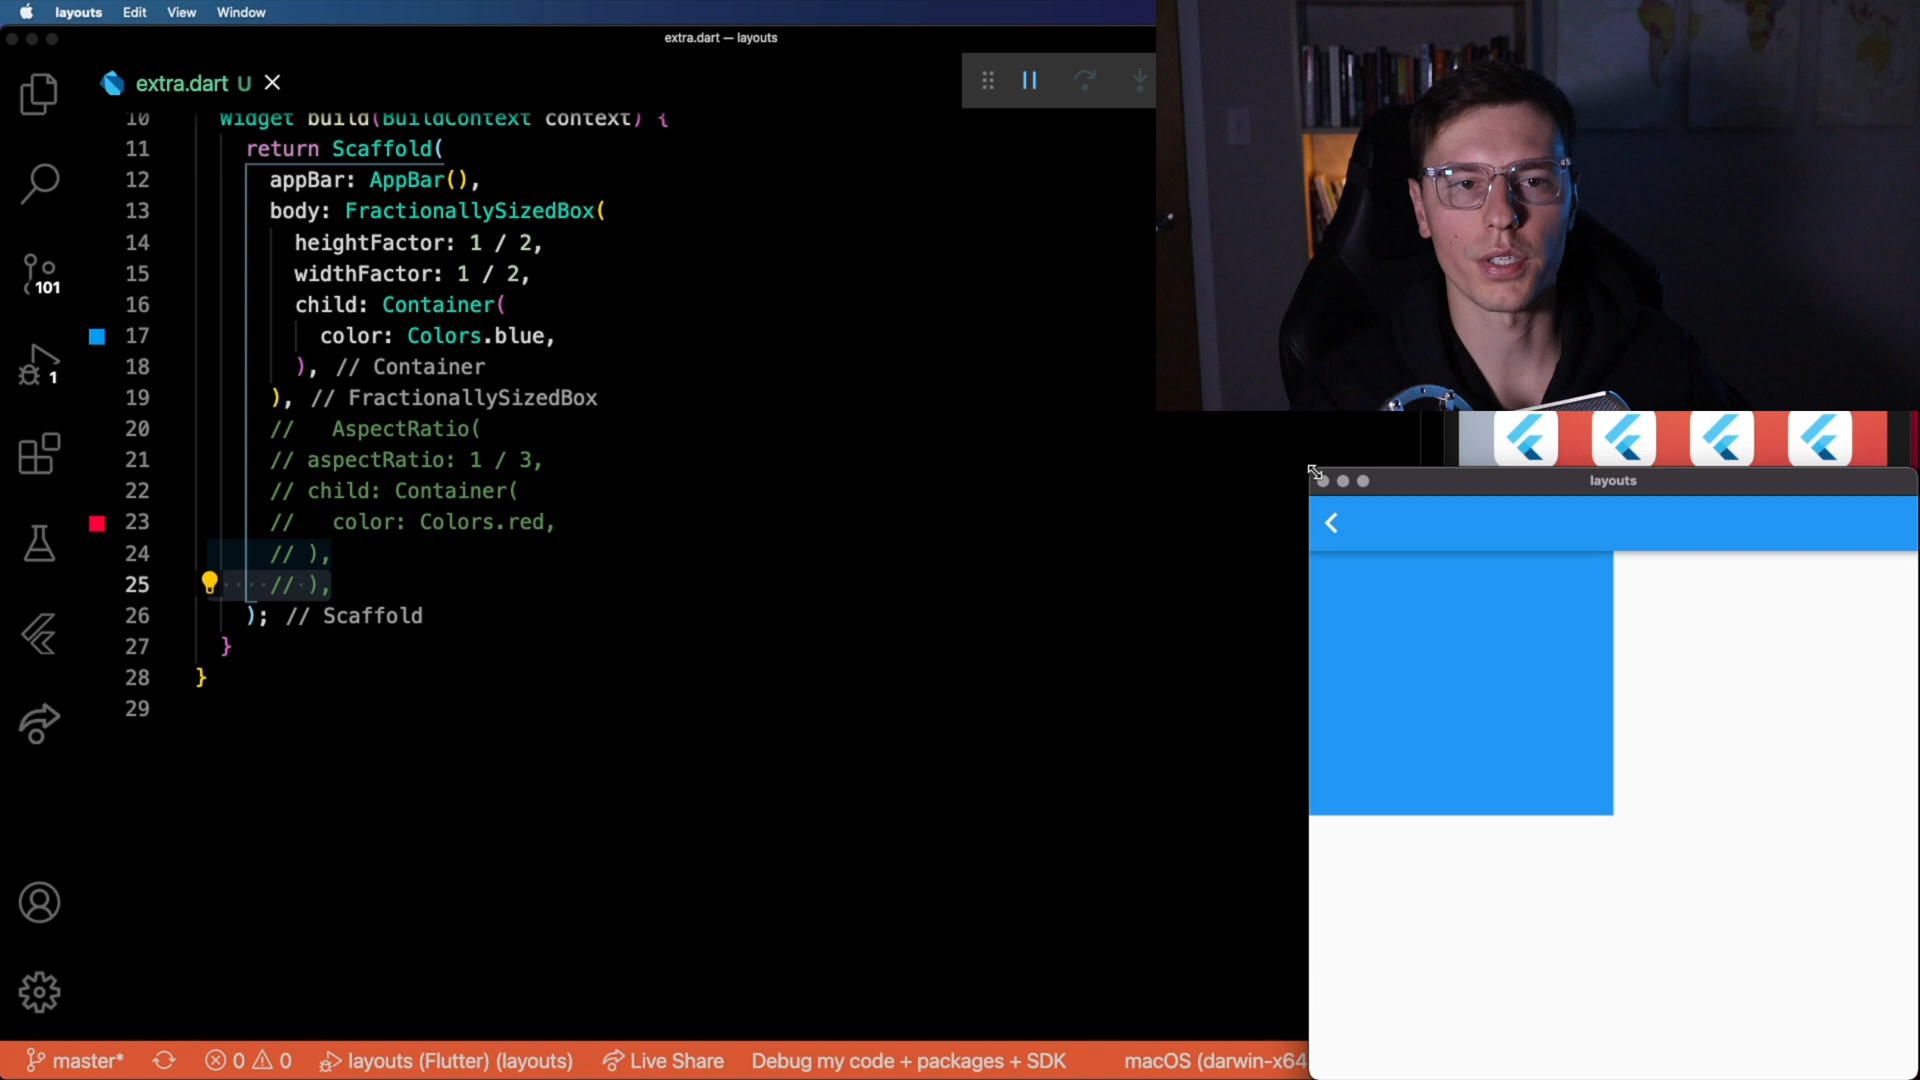 layouts Edit View Window
extra.dart — layouts
extra.dart U
10 Widget build(BuildContext context) {
11 return Scaffold(
12 appBar: AppBar(),
13 body: FractionallySizedBox(
14 heightFactor: 1 / 2,
15 widthFactor: 1 / 2,
16 child: Container(
17 color: Colors.blue,
18 ), // Container
19 ), // FractionallySizedBox
20 // AspectRatio(
21 // aspectRatio: 1 / 3,
22 // child: Container(
23 // color: Colors.red,
24 // ),
25 // ),
26 ); // Scaffold
27 }
28 }
29
101
1
layouts
master* 0 0 layouts (Flutter) (layouts) Live Share Debug my code + packages + SDK macOS (darwin-x64